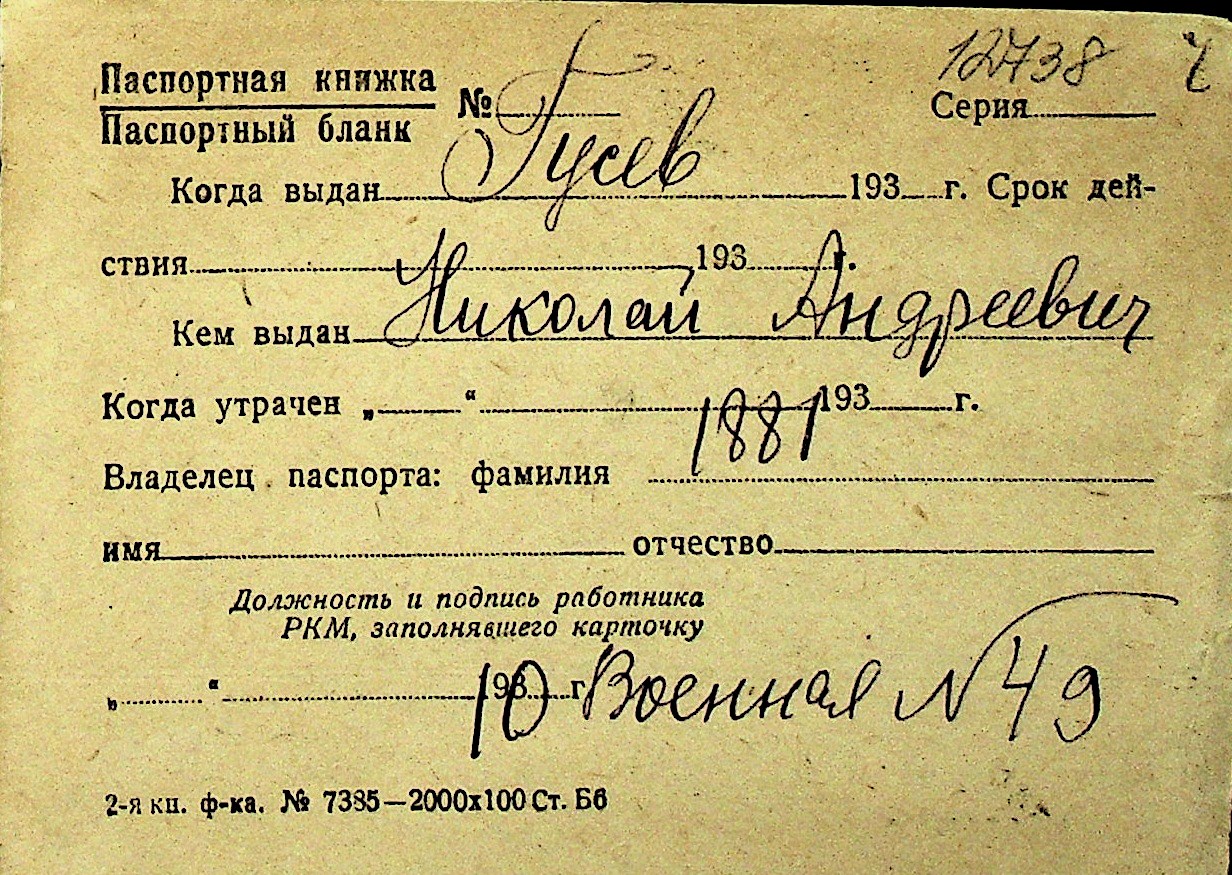 12738 Ч
Паспортная книжка
Паспортный бланк
№ Серия
Гусев
Когда выдан 193 г. Срок дей-
ствия 193 г.
Николай Андреевич
Кем выдан
Когда утрачен „ “ 193 г.
1881
Владелец паспорта: фамилия
имя отчество
Должность и подпись работника
РКМ, заполнявшего карточку
„ “ 193 г.
10 Военная N 49
2-я кн. ф-ка. № 7385—2000х100 Ст. Бб